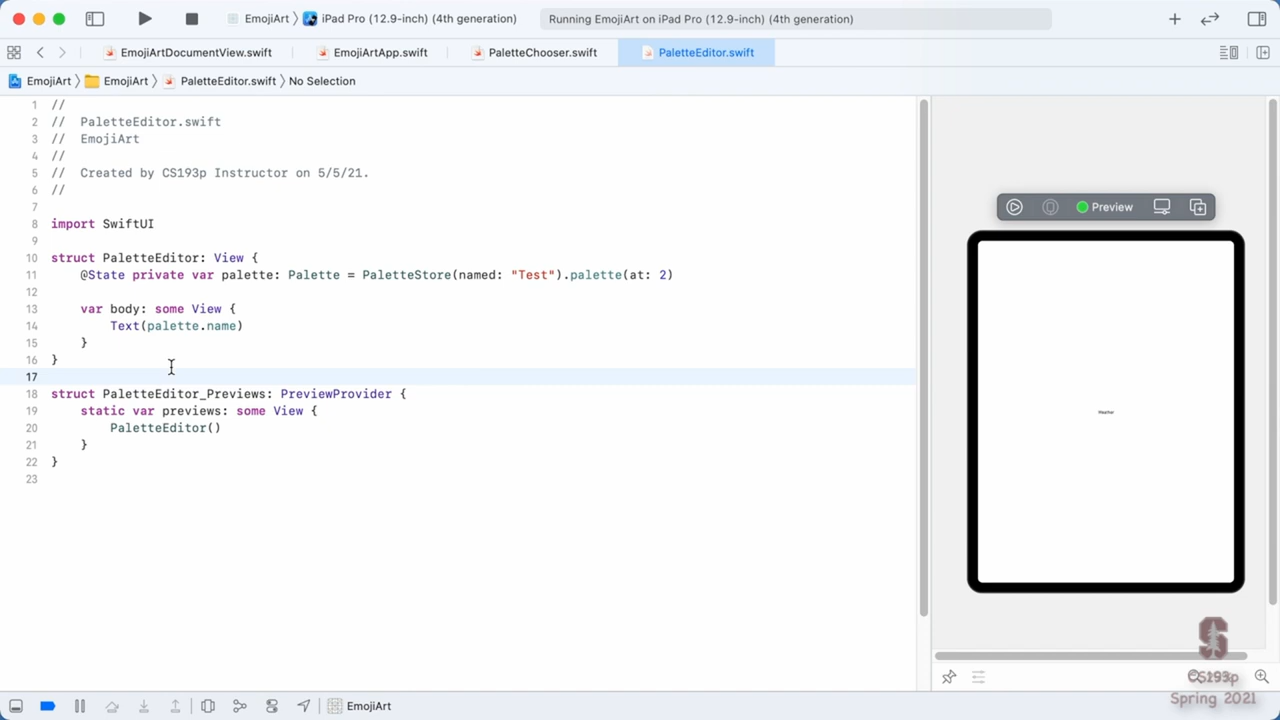 EmojiArt 〉 iPad Pro (12.9-inch) (4th generation)
Running EmojiArt on iPad Pro (12.9-inch) (4th generation)
EmojiArtDocumentView.swift
EmojiArtApp.swift
PaletteChooser.swift
PaletteEditor.swift
EmojiArt 〉 EmojiArt 〉 PaletteEditor.swift 〉 No Selection
1 //
2 //  PaletteEditor.swift
3 //  EmojiArt
4 //
5 //  Created by CS193p Instructor on 5/5/21.
6 //
7
8 import SwiftUI
9
10 struct PaletteEditor: View {
11     @State private var palette: Palette = PaletteStore(named: "Test").palette(at: 2)
12
13     var body: some View {
14         Text(palette.name)
15     }
16 }
17
18 struct PaletteEditor_Previews: PreviewProvider {
19     static var previews: some View {
20         PaletteEditor()
21     }
22 }
23
Preview
EmojiArt
CS193p
Spring 2021